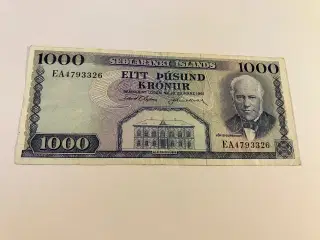 SEÐLABANKI ÍSLANDS
1000 1000
EA4793326
EITT ÞÚSUND
KRÓNUR
1000
EA4793326